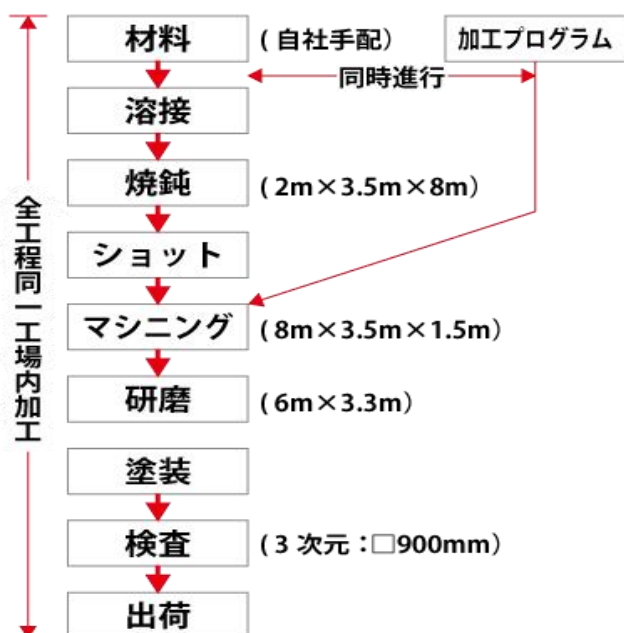 材料
(自社手配)
加工プログラム
同時進行
溶接
焼鈍
(2m×3.5m×8m)
全工程同一工場内加工
ショット
マシニング
(8m×3.5m×1.5m)
研磨
(6m×3.3m)
塗装
検査
(3 次元:□900mm)
出荷